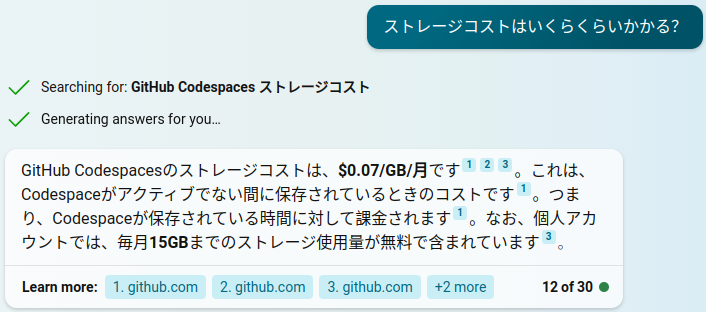 ストレージコストはいくらくらいかかる?
Searching for: GitHub Codespaces ストレージコスト
Generating answers for you…
GitHub Codespacesのストレージコストは、$0.07/GB/月です 1 2 3 。これは、
Codespaceがアクティブでない間に保存されているときのコストです 1 。つま
り、Codespaceが保存されている時間に対して課金されます 1 。なお、個人アカ
ウントでは、毎月15GBまでのストレージ使用量が無料で含まれています 3 。
Learn more: 1. github.com 2. github.com 3. github.com +2 more 12 of 30